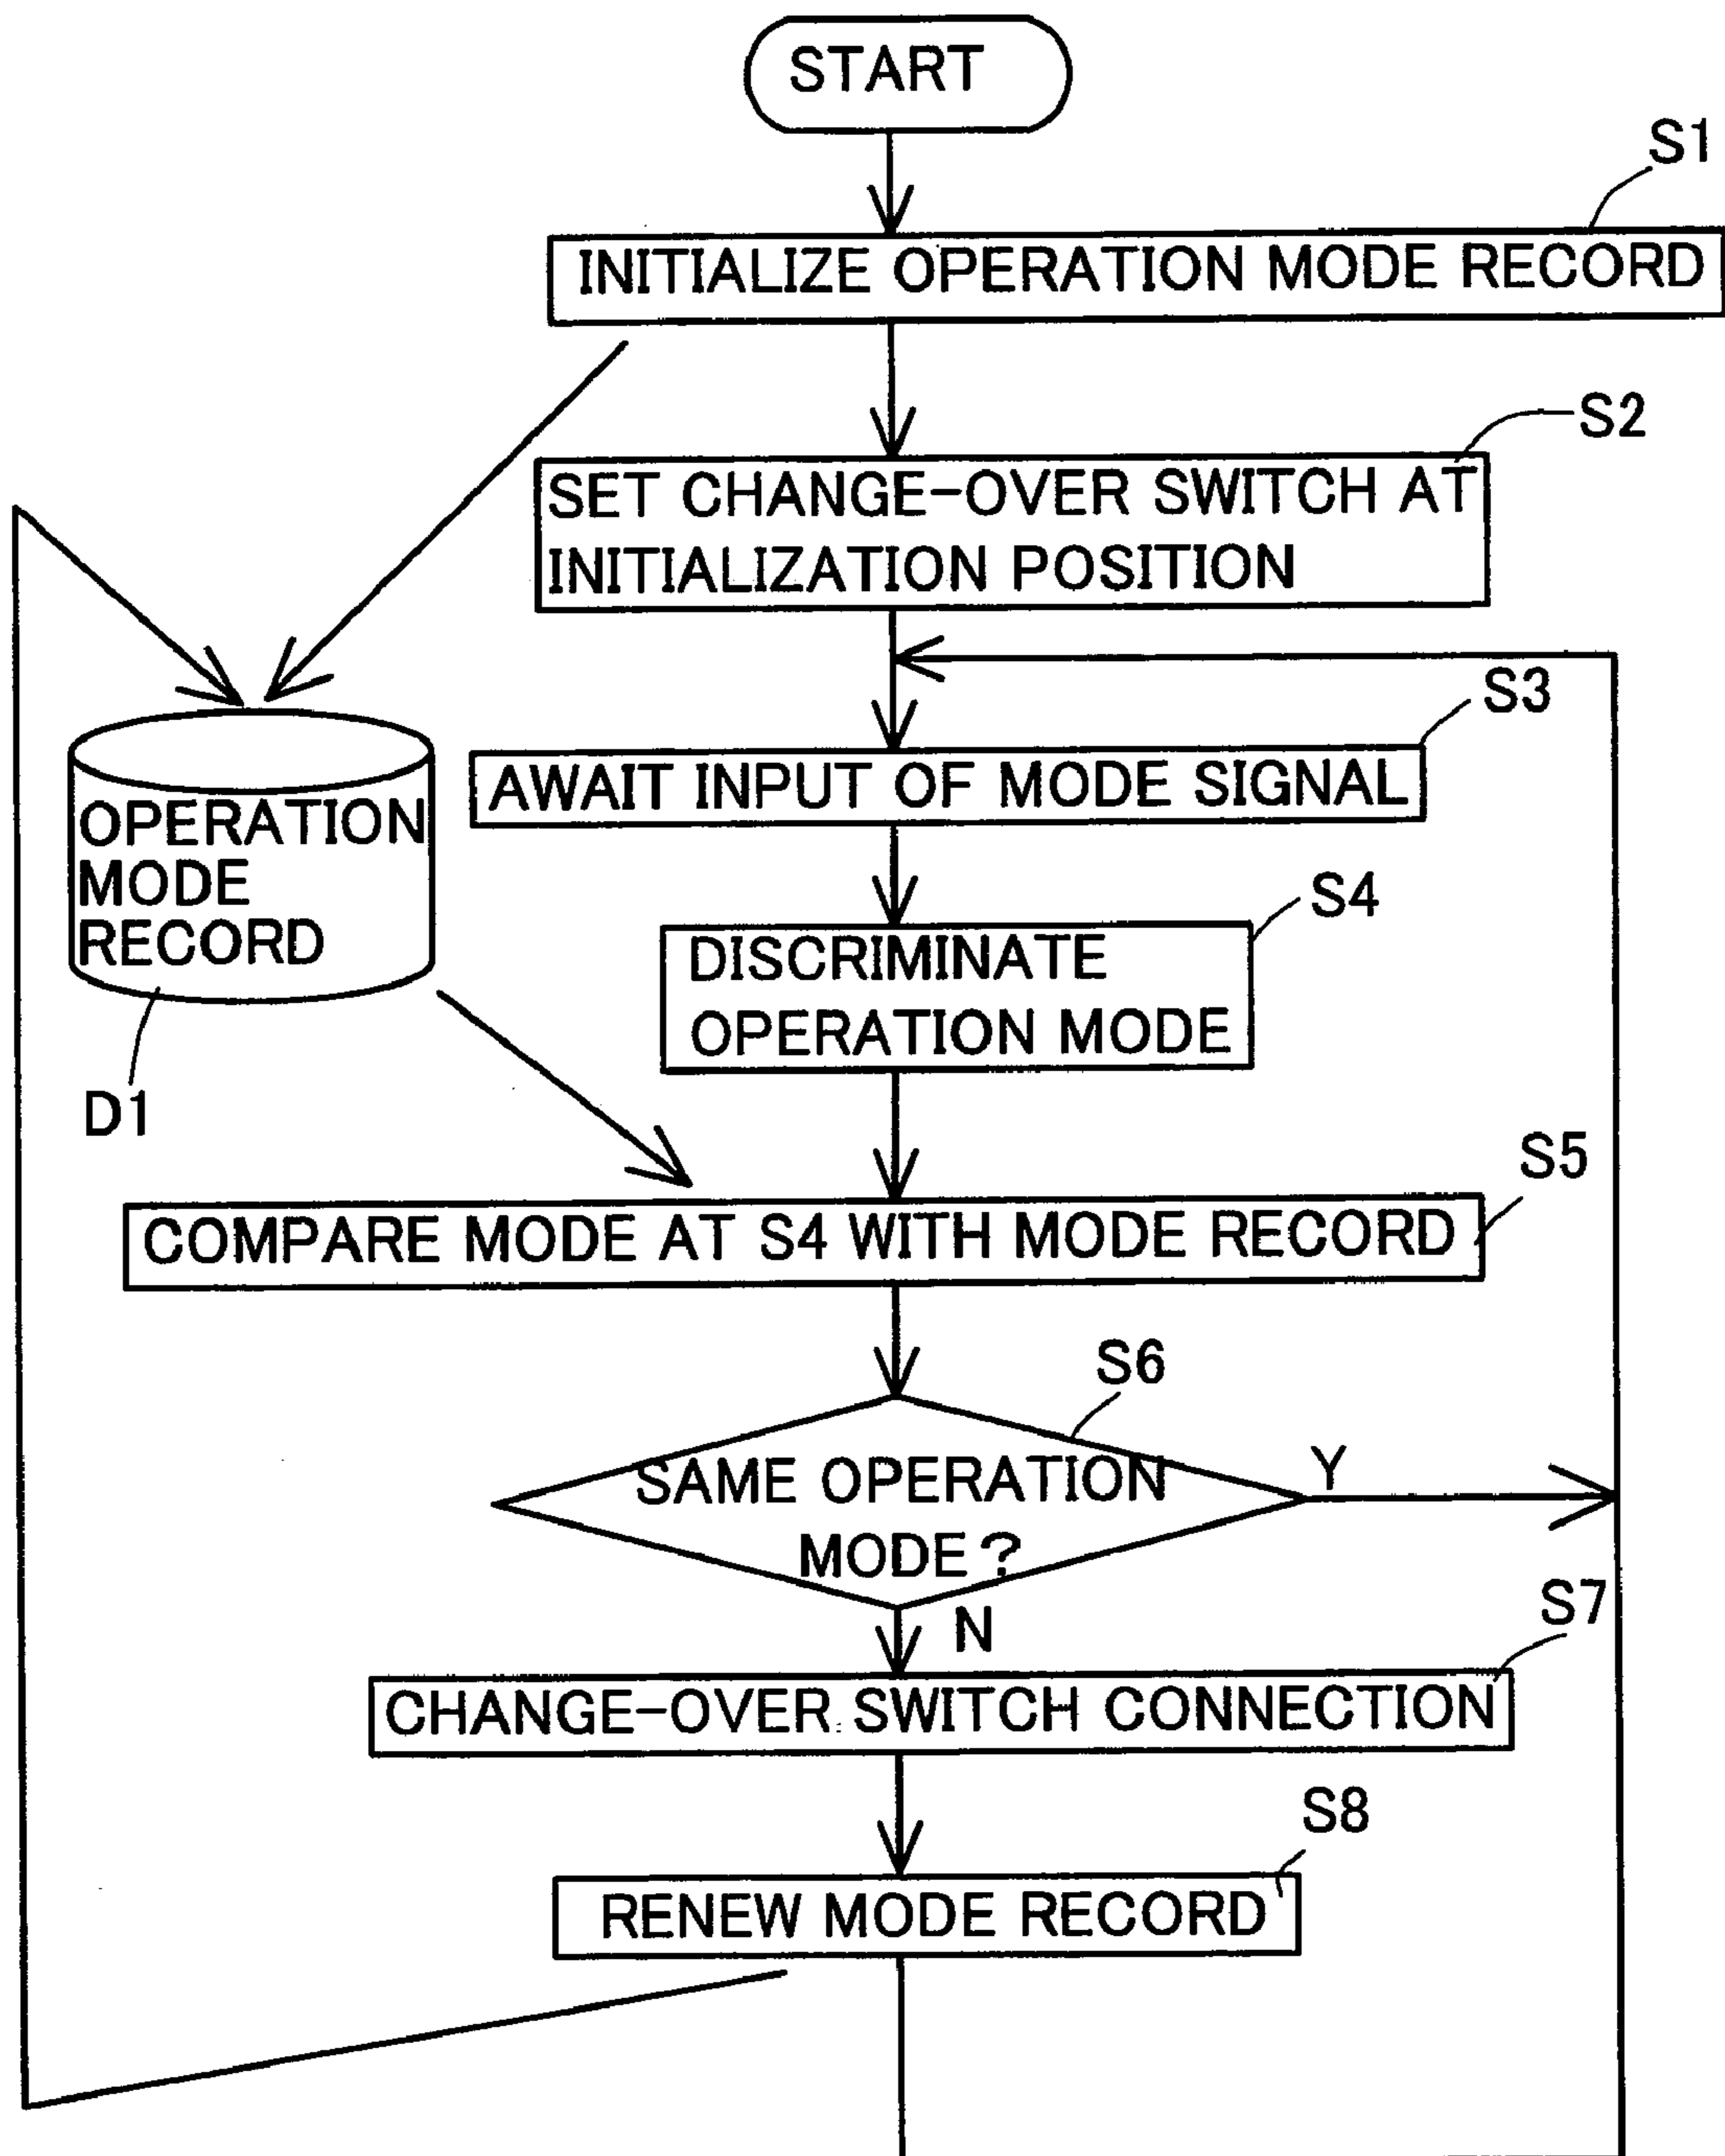 START
S1
INITIALIZE OPERATION MODE RECORD
S2
SET CHANGE-OVER SWITCH AT
INITIALIZATION POSITION
S3
AWAIT INPUT OF MODE SIGNAL
OPERATION
MODE
RECORD
D1
S4
DISCRIMINATE
OPERATION MODE
S5
COMPARE MODE AT S4 WITH MODE RECORD
S6
SAME OPERATION
MODE?
Y
N
S7
CHANGE-OVER SWITCH CONNECTION
S8
RENEW MODE RECORD